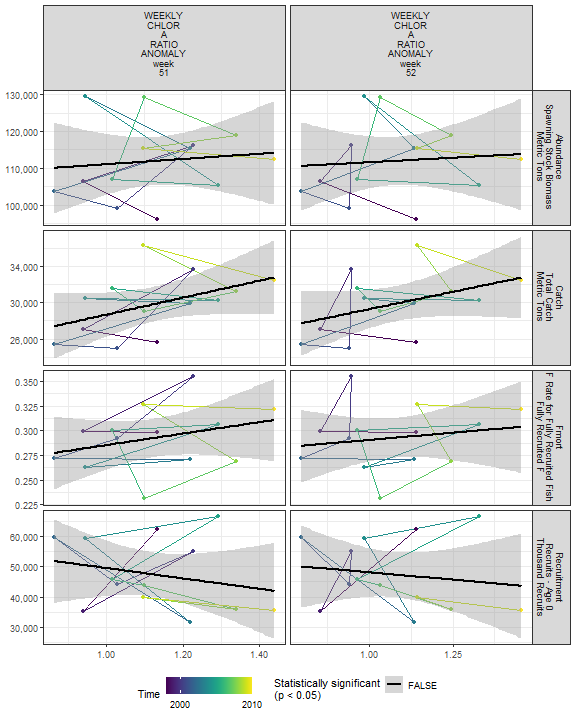 WEEKLY
CHLOR
A
RATIO
ANOMALY
week
51
WEEKLY
CHLOR
A
RATIO
ANOMALY
week
52
130,000
120,000
110,000
100,000
Abundance
Spawning Stock Biomass
Metric Tons
34,000
30,000
26,000
Catch
Total Catch
Metric Tons
0.350
0.325
0.300
0.275
0.250
0.225
Fmort
F Rate for Fully Recruited Fish
Fully Recruited F
60,000
50,000
40,000
30,000
Recruitment
Recruits - Age 0
Thousand Recruits
1.00
1.20
1.40
1.00
1.25
Time
2000
2010
Statistically significant
(p < 0.05)
FALSE